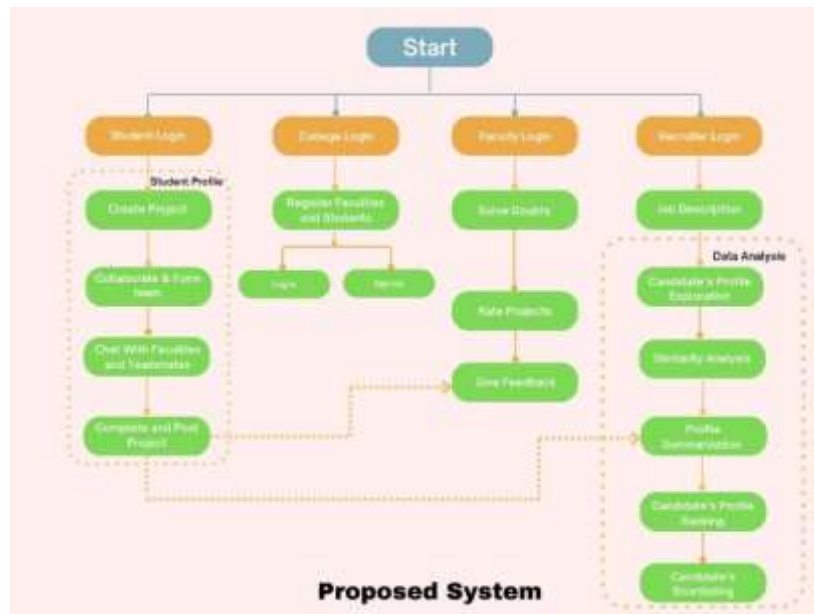 Start
Student Login
College Login
Faculty Login
Recruiter Login
Student Profile
Create Project
Register Faculties
and Students
Solve Doubts
Job Description
Data Analysis
Collaborate & Form
team
Candidate's Profile
Exploration
Rate Projects
Chat With Faculties
and Teammates
Similarity Analysis
Give Feedback
Complete and Post
Project
Profile
Summarization
Candidate's Profile
Ranking
Candidate's
Shortlisting
Proposed System